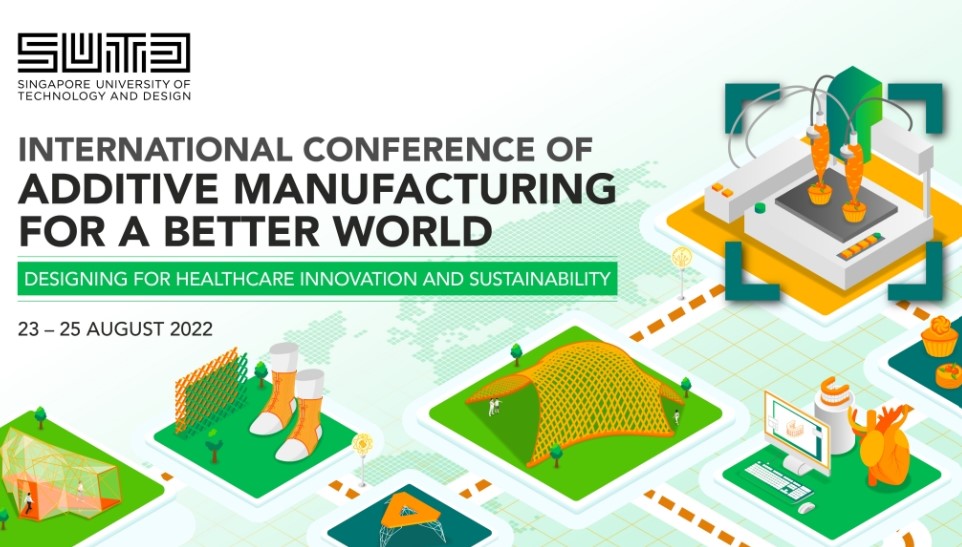 SUTD
SINGAPORE UNIVERSITY OF
TECHNOLOGY AND DESIGN
INTERNATIONAL CONFERENCE OF
ADDITIVE MANUFACTURING
FOR A BETTER WORLD
DESIGNING FOR HEALTHCARE INNOVATION AND SUSTAINABILITY
23 – 25 AUGUST 2022